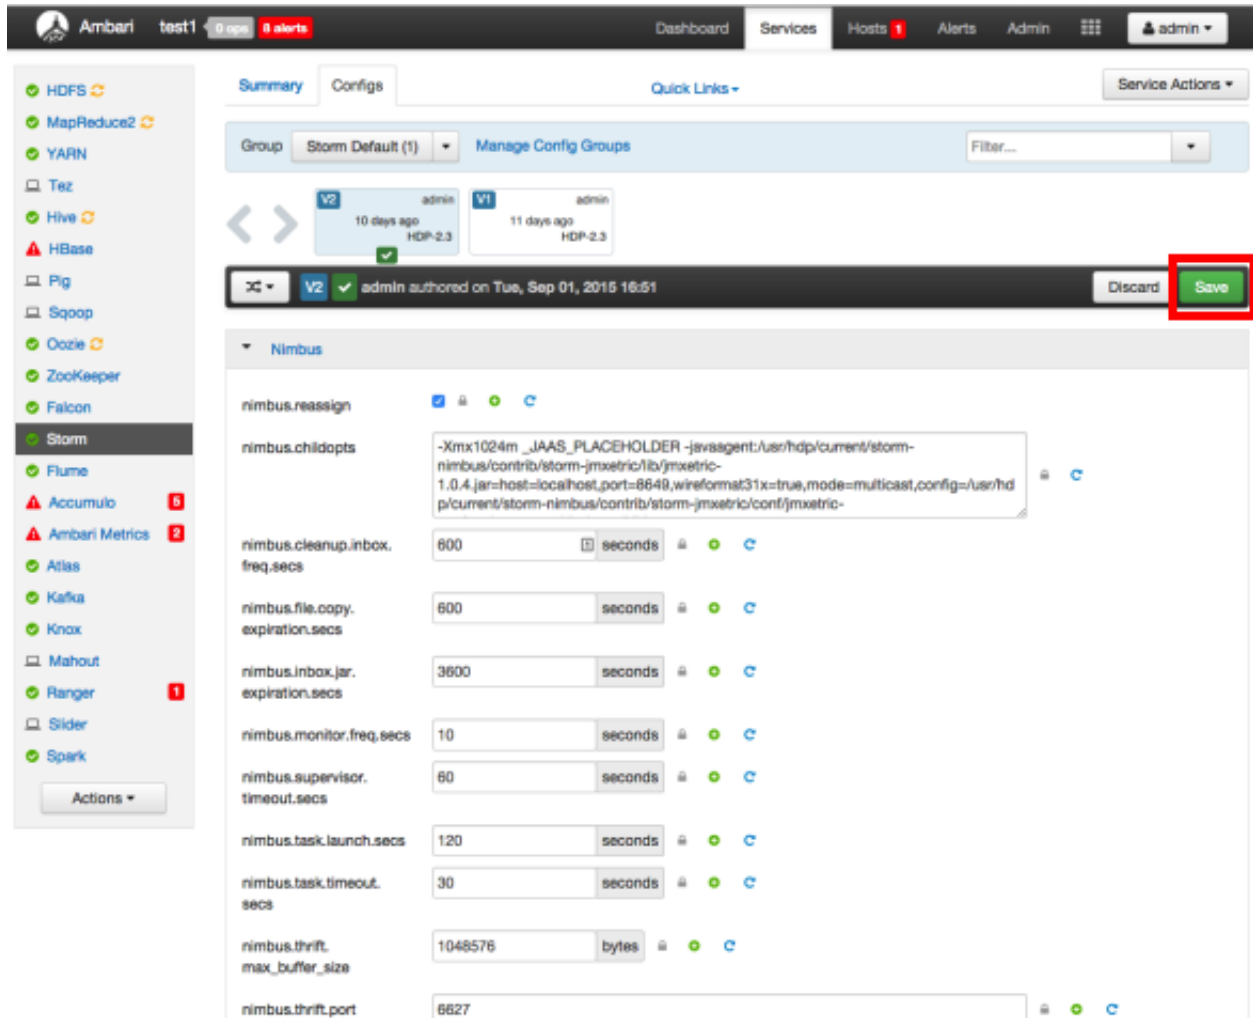 Ambari test1 0 ops 8 alerts Dashboard Services Hosts 1 Alerts Admin admin
HDFS
MapReduce2
YARN
Tez
Hive
HBase
Pig
Sqoop
Oozie
ZooKeeper
Falcon
Storm
Flume
Accumulo 5
Ambari Metrics 2
Atlas
Kafka
Knox
Mahout
Ranger 1
Slider
Spark
Actions
Summary Configs Quick Links Service Actions
Group Storm Default (1) Manage Config Groups Filter...
V2 admin
10 days ago
HDP-2.3
V1 admin
11 days ago
HDP-2.3
V2 admin authored on Tue, Sep 01, 2015 16:51 Discard Save
Nimbus
nimbus.reassign
nimbus.childopts
-Xmx1024m _JAAS_PLACEHOLDER -javaagent:/usr/hdp/current/storm-
nimbus/contrib/storm-jmxetric/lib/jmxetric-
1.0.4.jar=host=localhost,port=8649,wireformat31x=true,mode=multicast,config=/usr/hd
p/current/storm-nimbus/contrib/storm-jmxetric/conf/jmxetric-
nimbus.cleanup.inbox.
freq.secs
600 seconds
nimbus.file.copy.
expiration.secs
600 seconds
nimbus.inbox.jar.
expiration.secs
3600 seconds
nimbus.monitor.freq.secs 10 seconds
nimbus.supervisor.
timeout.secs
60 seconds
nimbus.task.launch.secs 120 seconds
nimbus.task.timeout.
secs
30 seconds
nimbus.thrift.
max_buffer_size
1048576 bytes
nimbus.thrift.port 6627